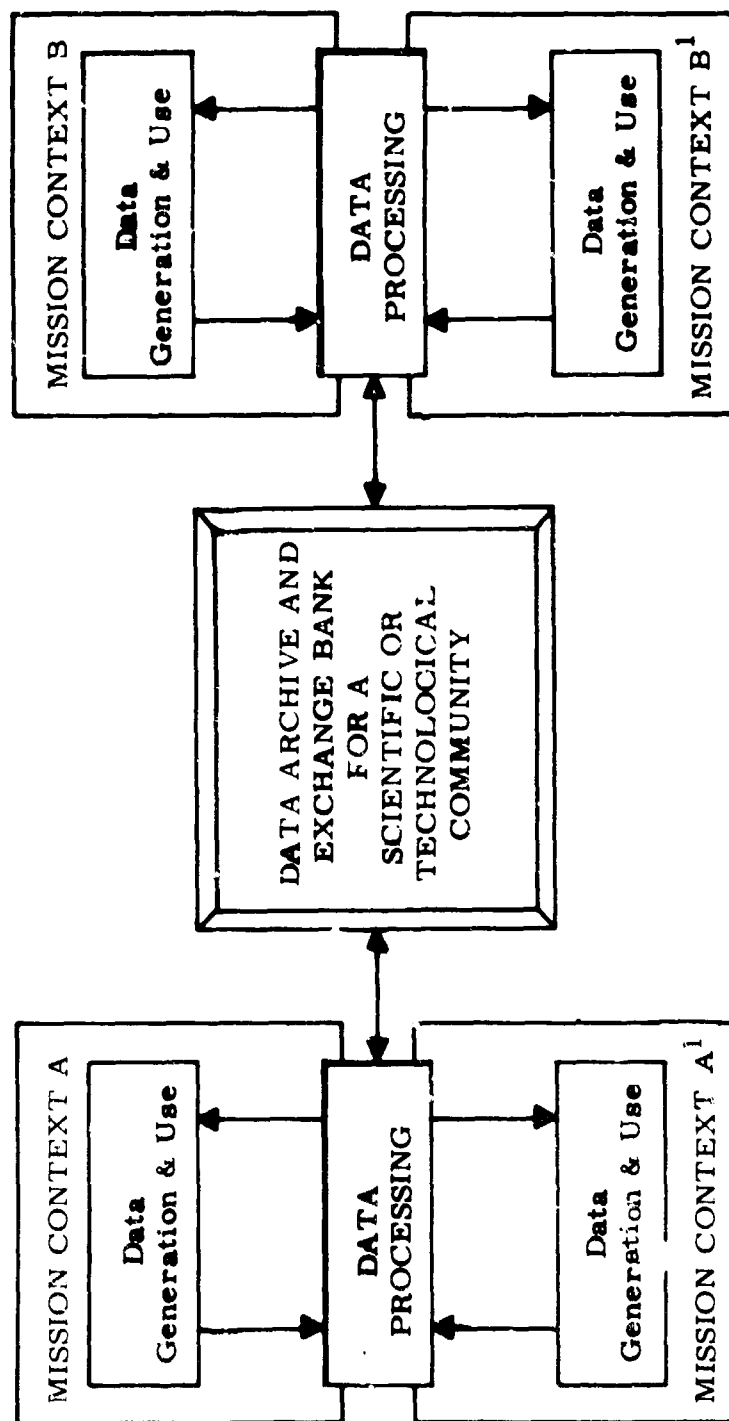 MISSION CONTEXT A
Data
Generation & Use
DATA
PROCESSING
Data
Generation & Use
MISSION CONTEXT A1
DATA ARCHIVE AND
EXCHANGE BANK
FOR A
SCIENTIFIC OR
TECHNOLOCICAL
COMMUNITY
MISSION CONTEXT B
Data
Generation & Use
DATA
PROCESSING
Data
Generation & Use
MISSION CONTEXT B1